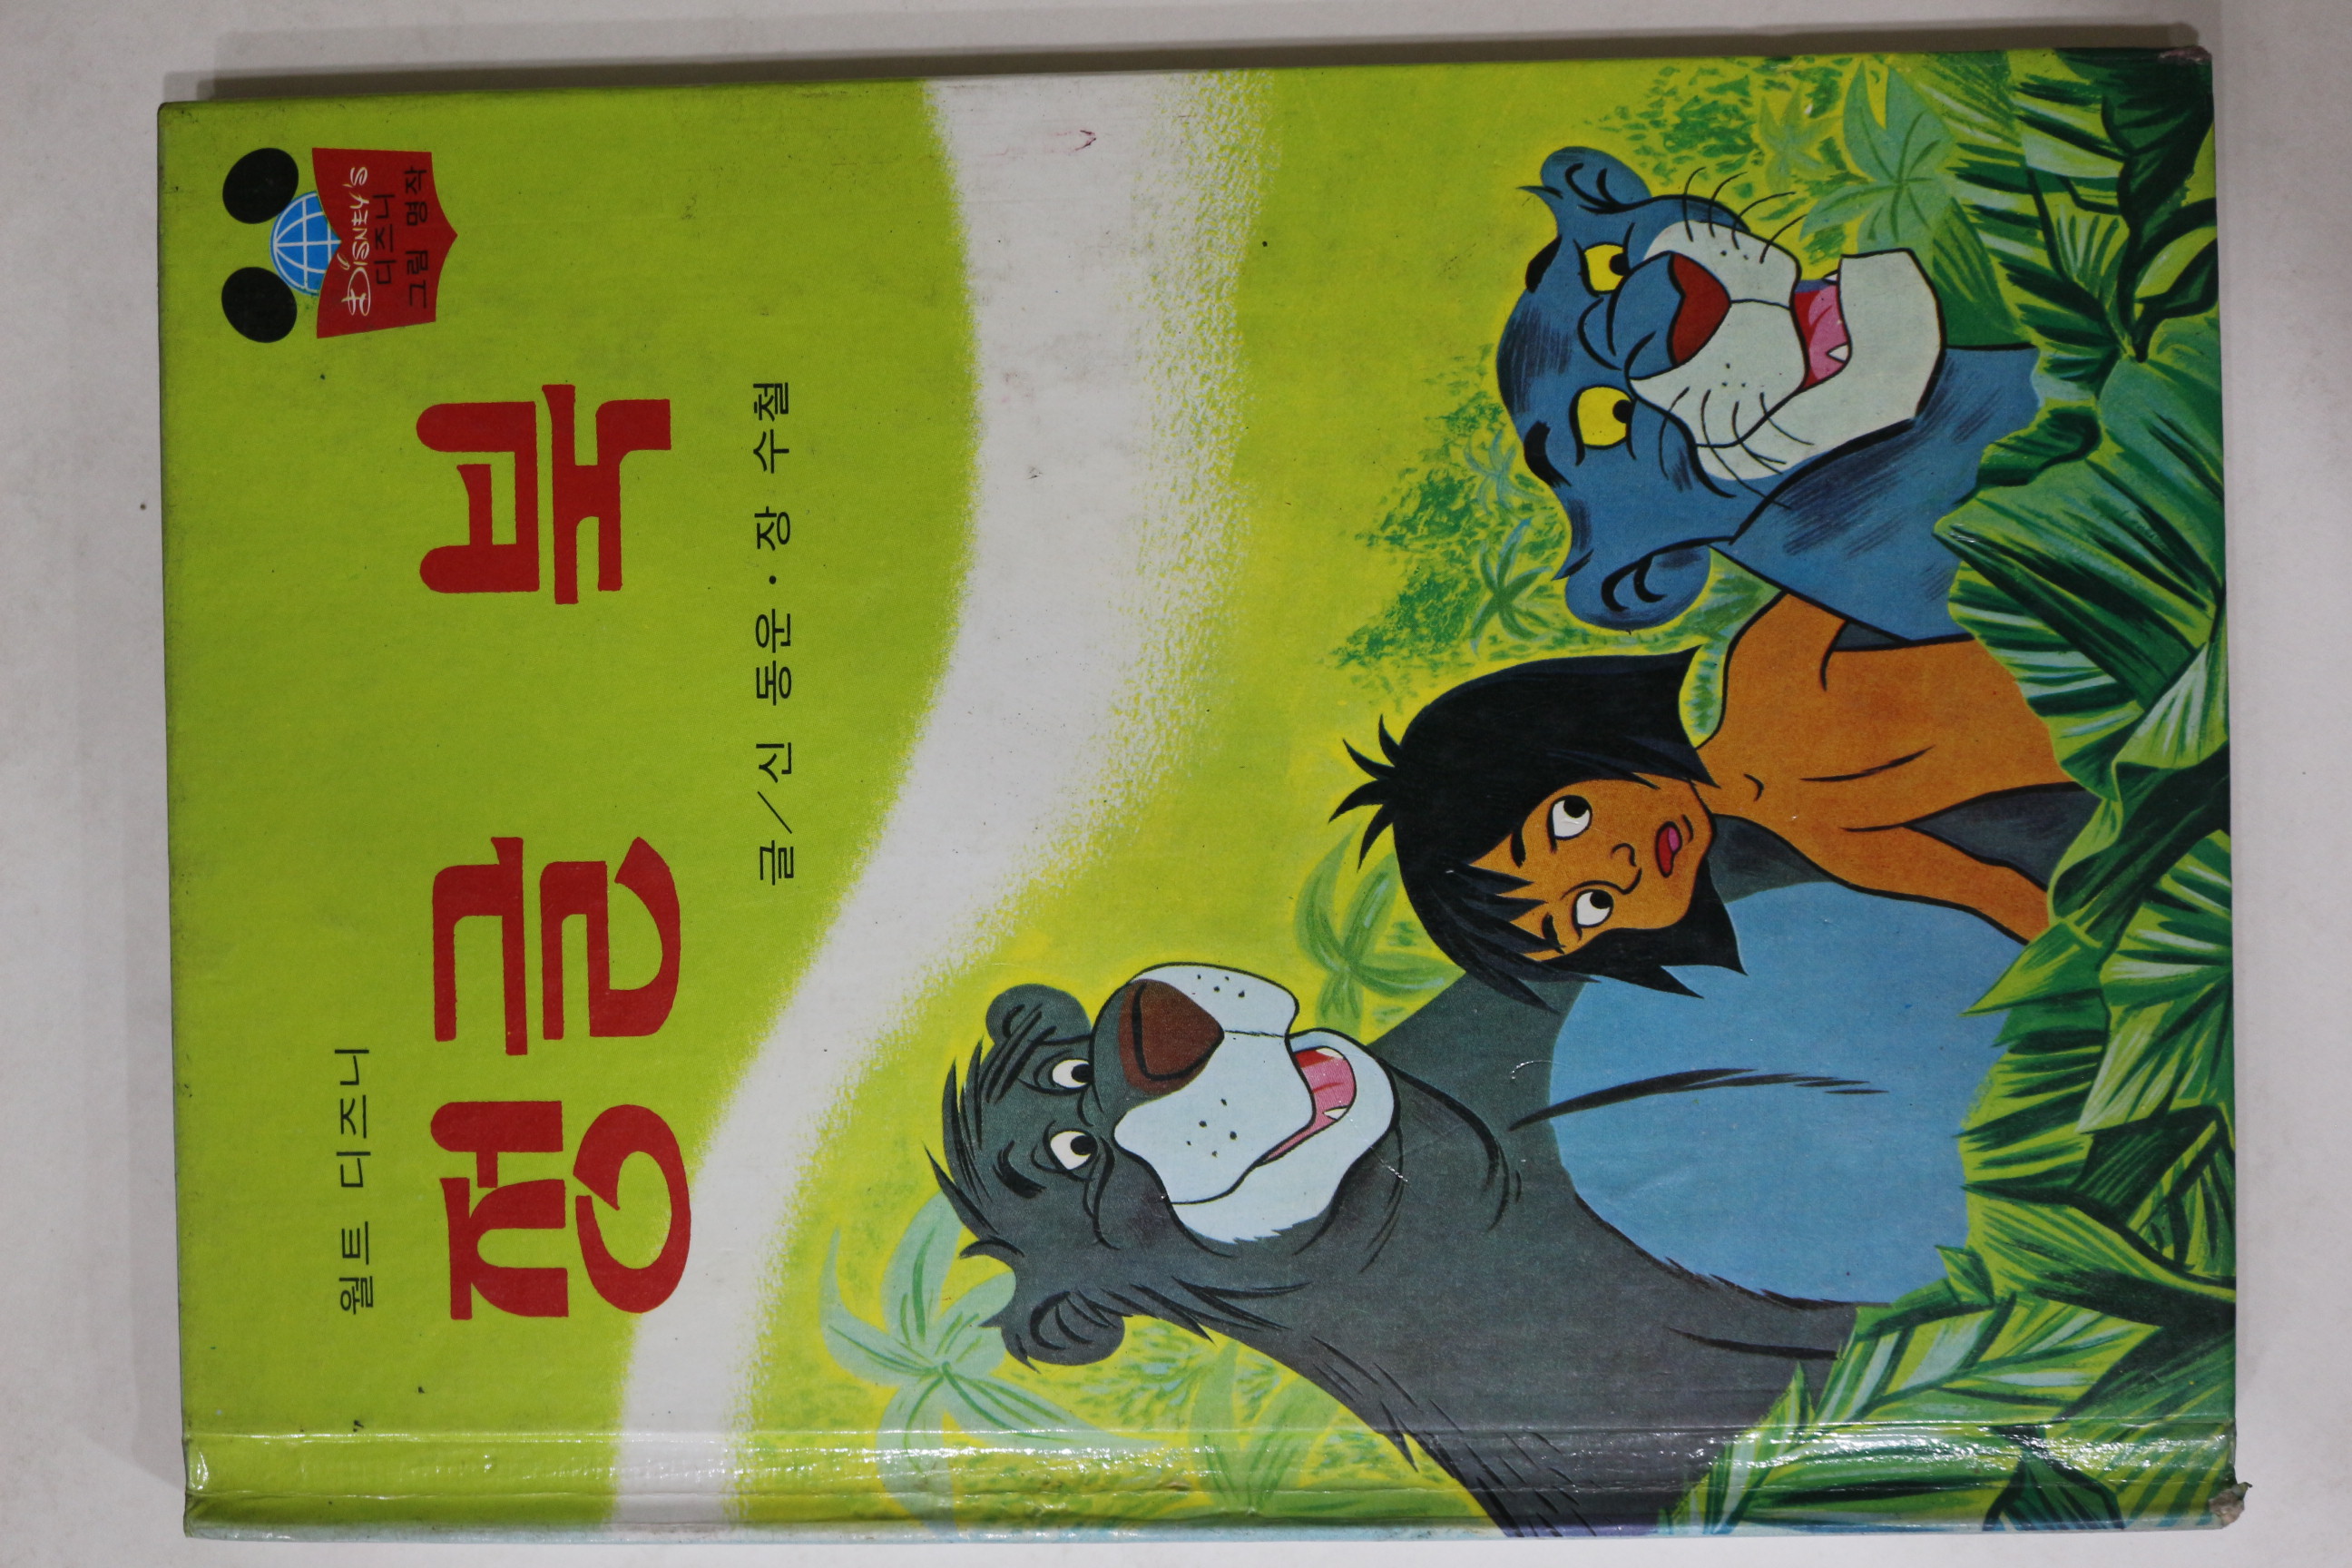 DISNEY'S
디즈니
그림 명작
월트 디즈니
정글 북
글/신 동운·장 수철